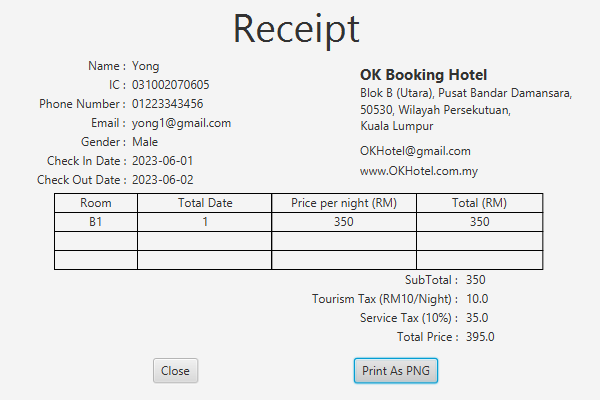 Receipt
Name : Yong
IC : 031002070605
Phone Number : 01223343456
Email : yong1@gmail.com
Gender : Male
Check In Date : 2023-06-01
Check Out Date : 2023-06-02
OK Booking Hotel
Blok B (Utara), Pusat Bandar Damansara,
50530, Wilayah Persekutuan,
Kuala Lumpur
OKHotel@gmail.com
www.OKHotel.com.my
Room Total Date Price per night (RM) Total (RM)
B1 1 350 350
SubTotal : 350
Tourism Tax (RM10/Night) : 10.0
Service Tax (10%) : 35.0
Total Price : 395.0
Close Print As PNG